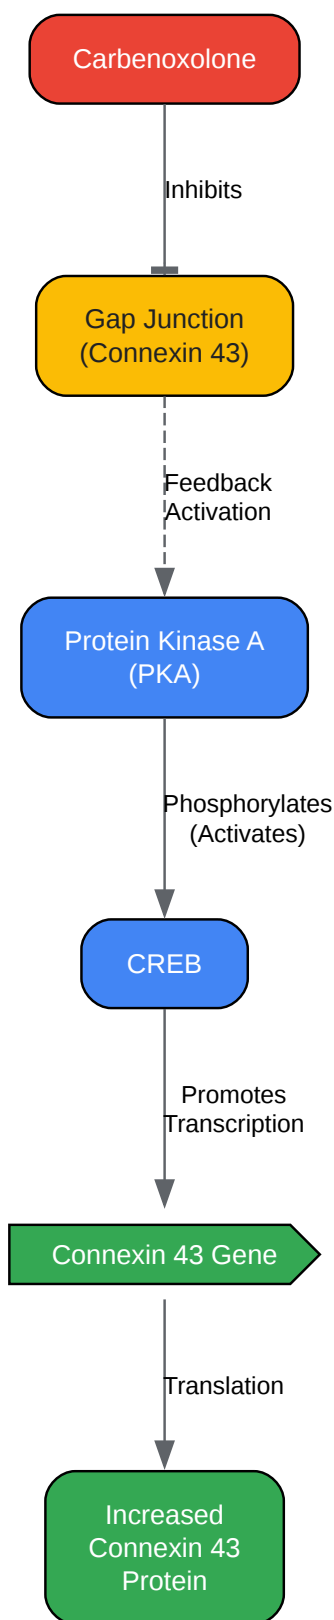 Carbenoxolone
Inhibits
Gap Junction
(Connexin 43)
Feedback
Activation
Protein Kinase A
(PKA)
Phosphorylates
(Activates)
CREB
Promotes
Transcription
Connexin 43 Gene
Translation
Increased
Connexin 43
Protein